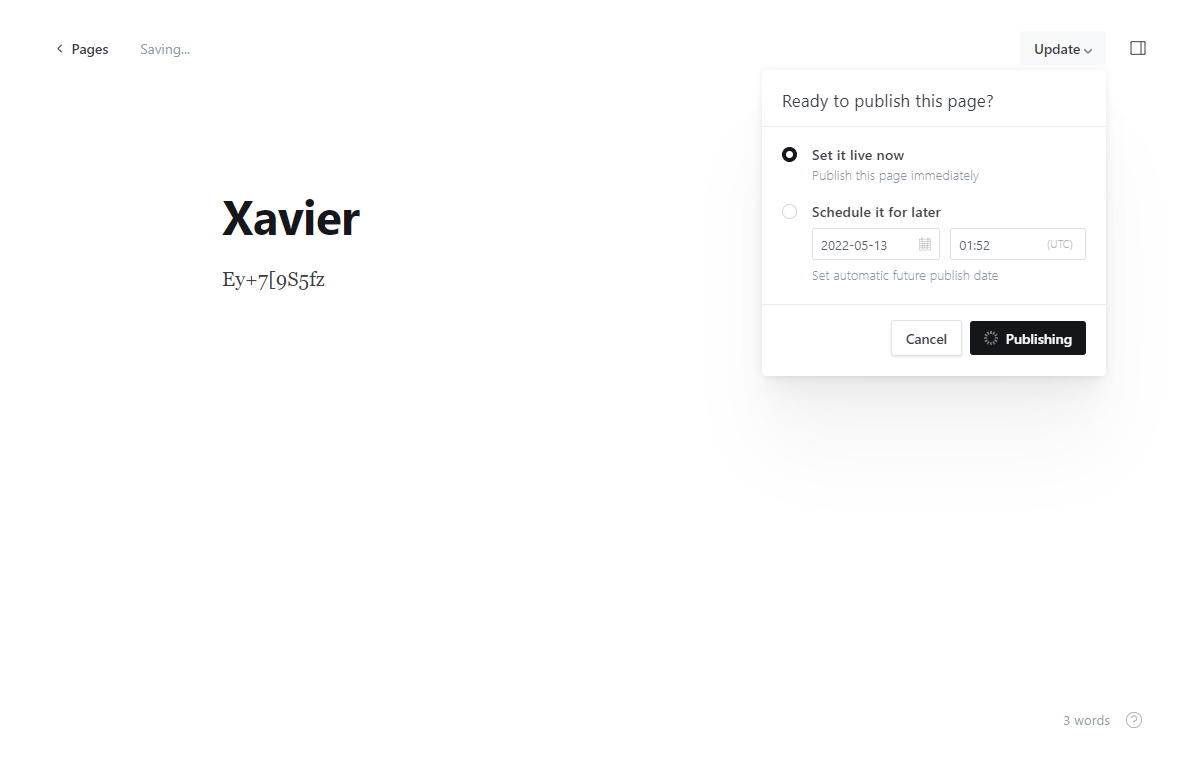 Pages
Saving...
Update
Ready to publish this page?
Set it live now
Publish this page immediately
Schedule it for later
2022-05-13
01:52
(UTC)
Set automatic future publish date
Cancel
Publishing
Xavier
Ey+7[9S5fz
3 words
?